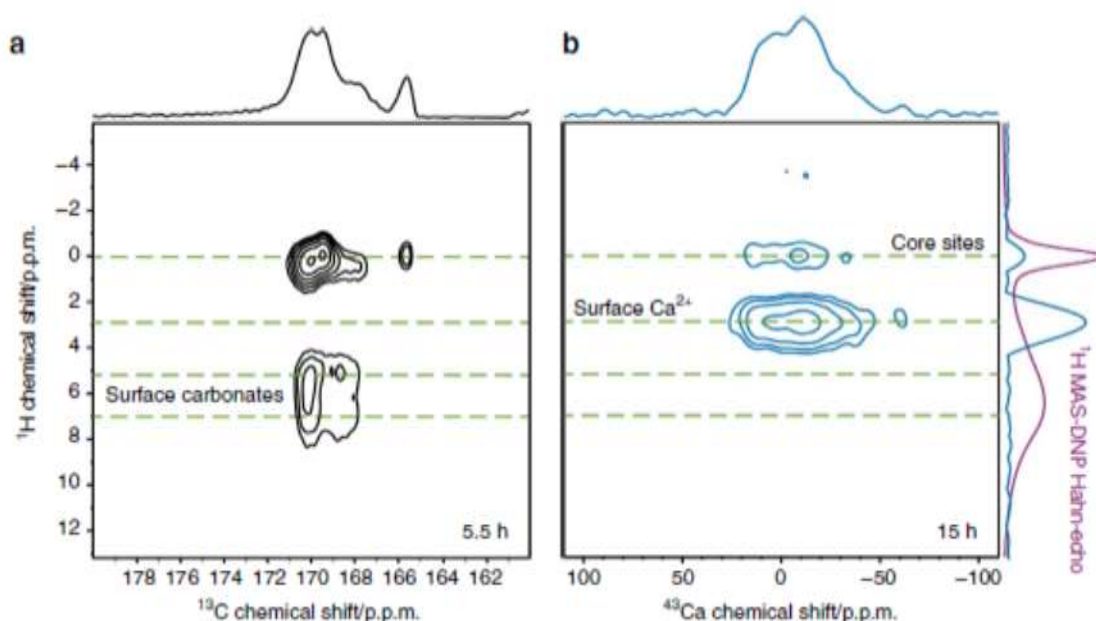 a
b
−4
−2
0
2
4
6
8
10
12
¹H chemical shift/p.p.m.
Surface carbonates
5.5 h
178 176 174 172 170 168 166 164 162
¹³C chemical shift/p.p.m.
Core sites
Surface Ca²⁺
15 h
100 50 0 −50 −100
⁴³Ca chemical shift/p.p.m.
¹H MAS-DNP Hahn-echo